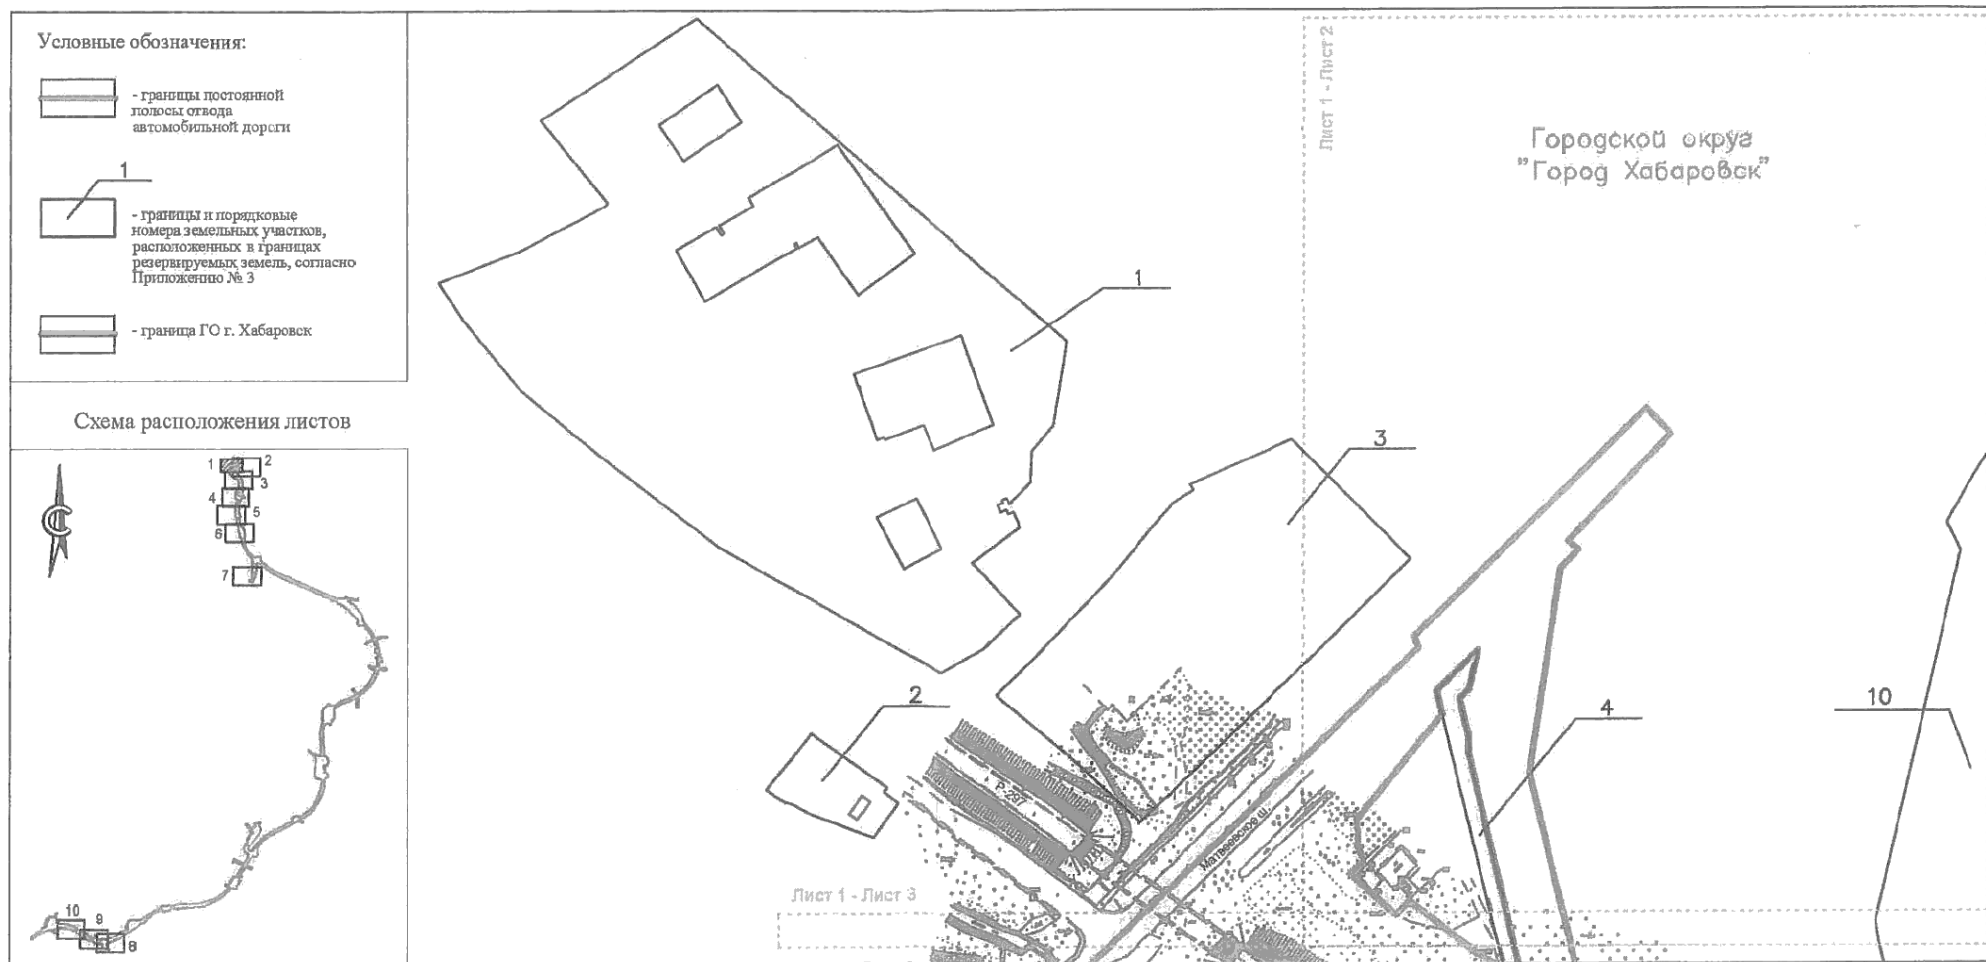 Условные обозначения:
- границы постоянной
полосы отвода
автомобильной дороги
1
- границы и порядковые
номера земельных участков,
расположенных в границах
резервируемых земель, согласно
Приложению № 3
- граница ГО г. Хабаровск
Схема расположения листов
1
2
3
4
5
6
7
10
9
8
С
Лист 1 - Лист 2
Городской округ
"Город Хабаровск"
1
3
2
4
10
Р-297
Матвеевское ш.
Лист 1 - Лист 3